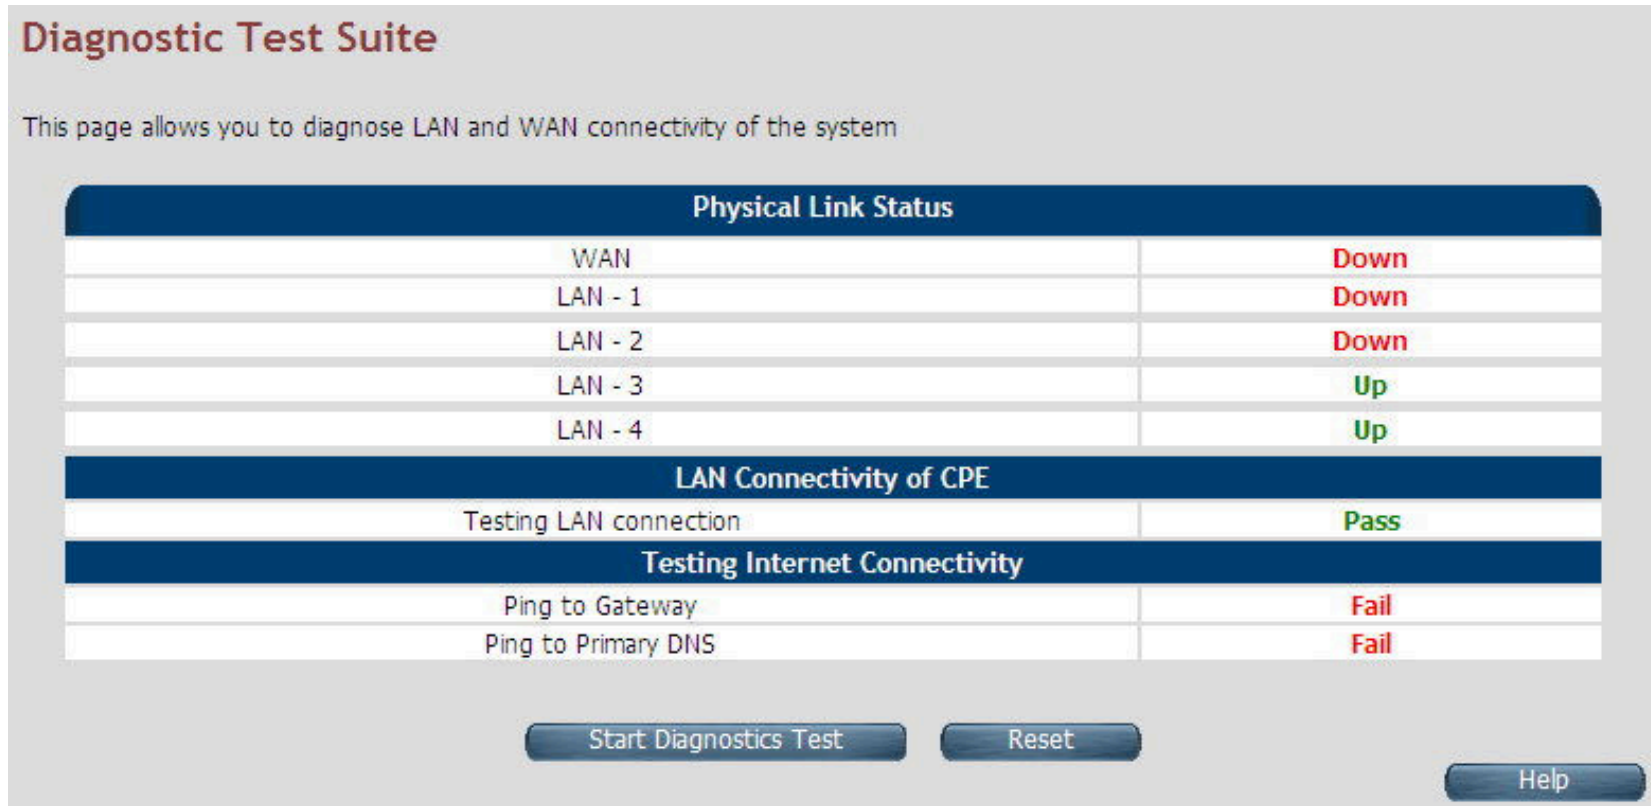 Diagnostic Test Suite
This page allows you to diagnose LAN and WAN connectivity of the system
Physical Link Status
WAN Down
LAN - 1 Down
LAN - 2 Down
LAN - 3 Up
LAN - 4 Up
LAN Connectivity of CPE
Testing LAN connection Pass
Testing Internet Connectivity
Ping to Gateway Fail
Ping to Primary DNS Fail
Start Diagnostics Test Reset
Help